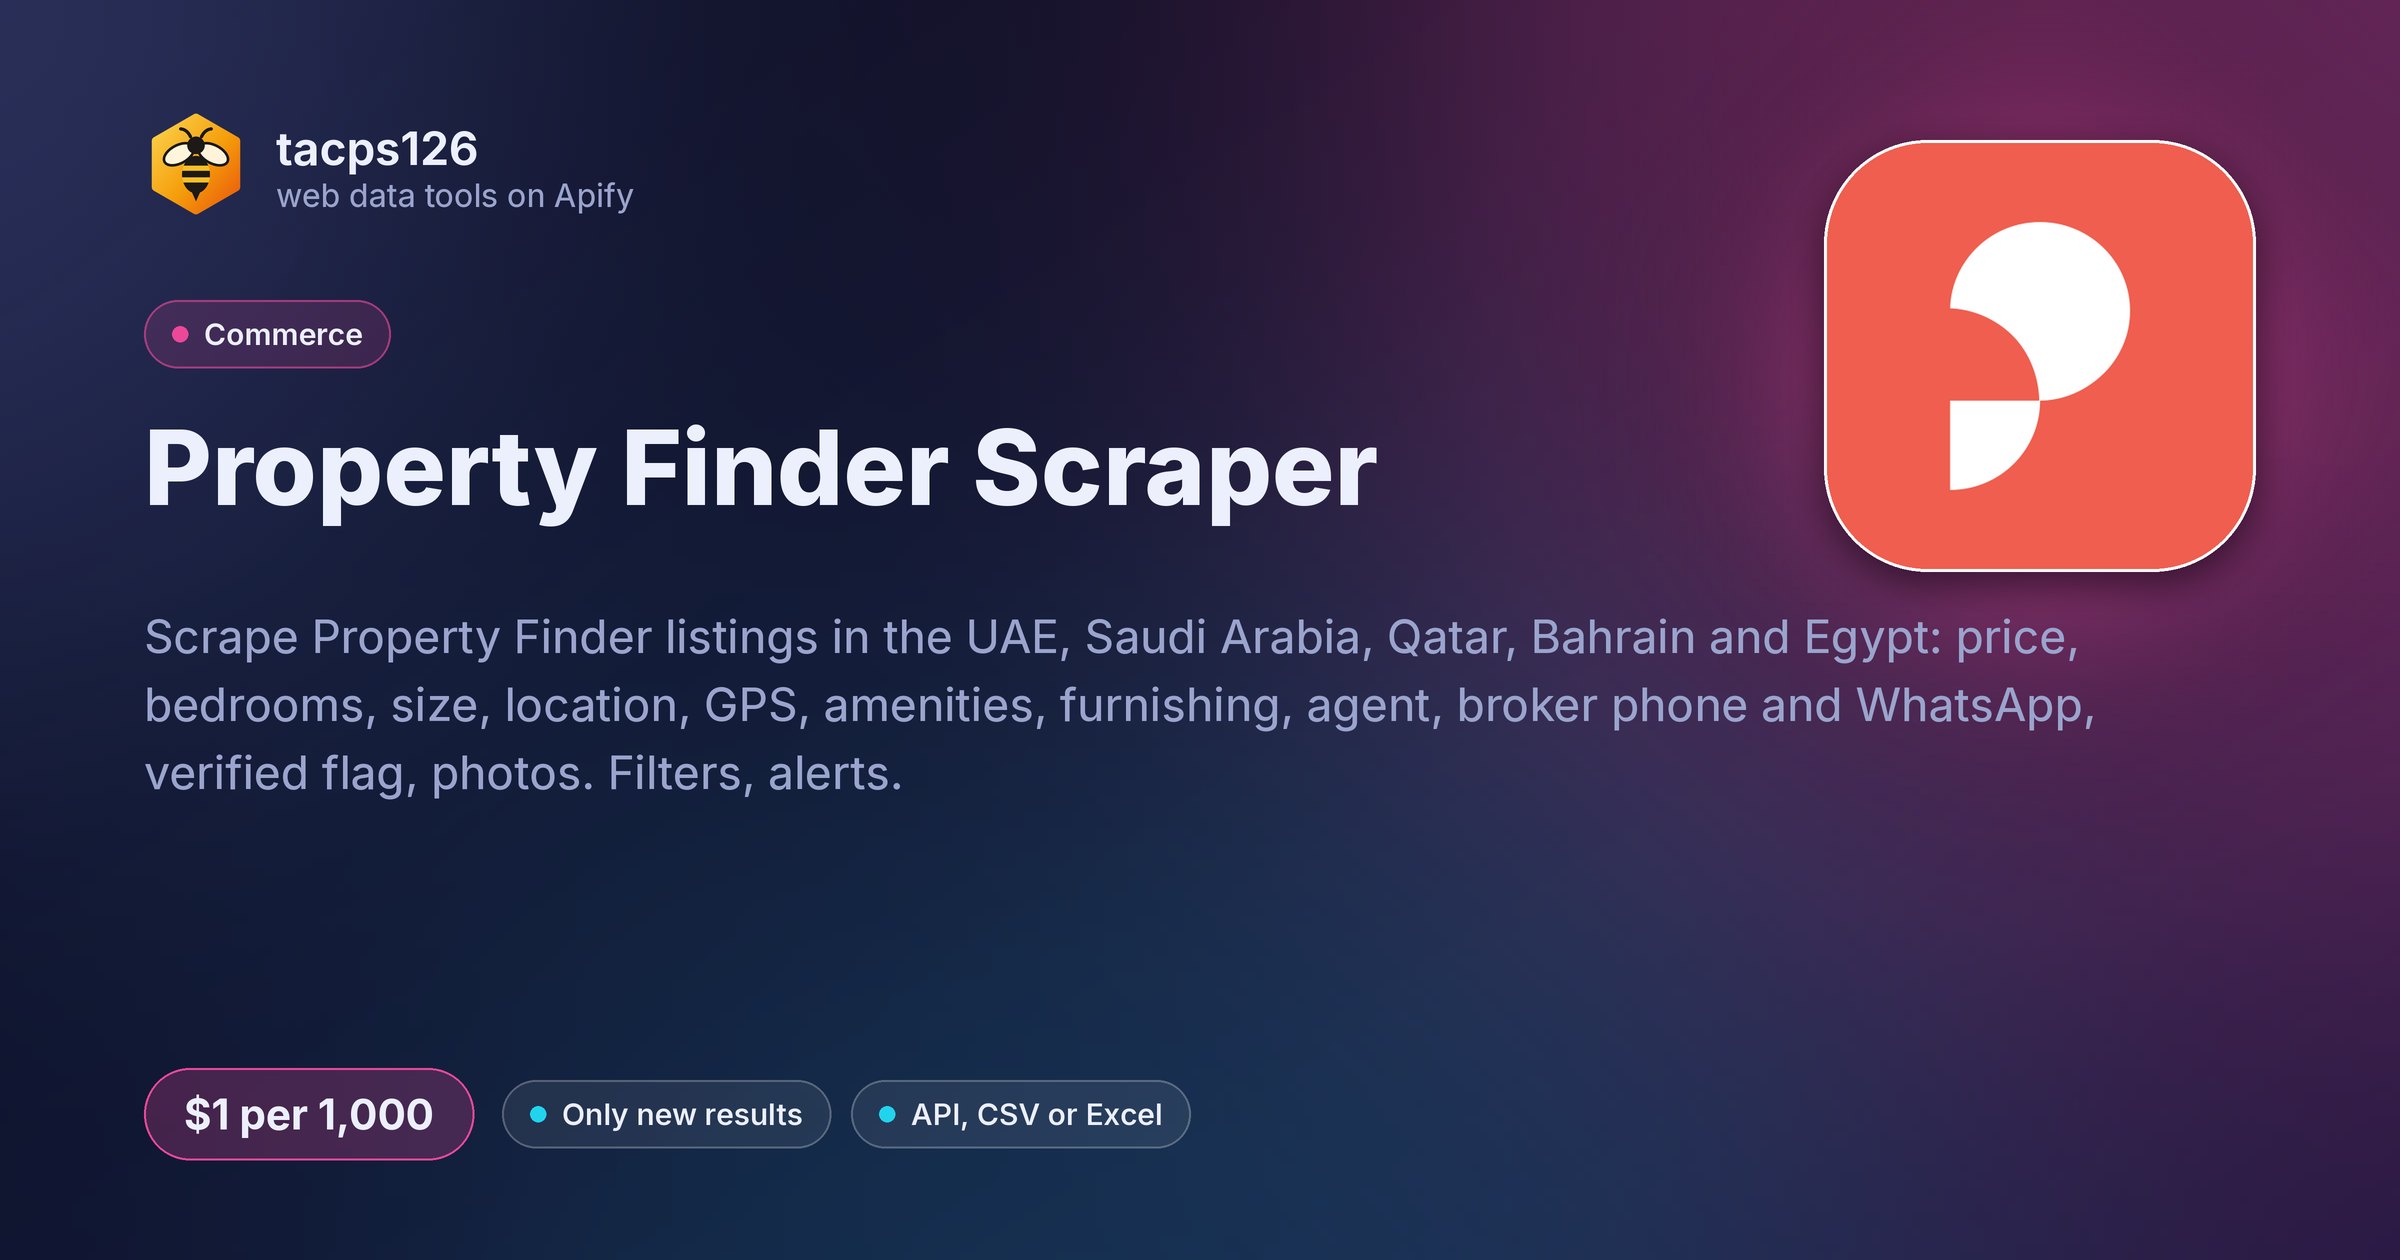 tacps126
web data tools on Apify
Commerce
Property Finder Scraper
Scrape Property Finder listings in the UAE, Saudi Arabia, Qatar, Bahrain and Egypt: price,
bedrooms, size, location, GPS, amenities, furnishing, agent, broker phone and WhatsApp,
verified flag, photos. Filters, alerts.
$1 per 1,000
Only new results
API, CSV or Excel